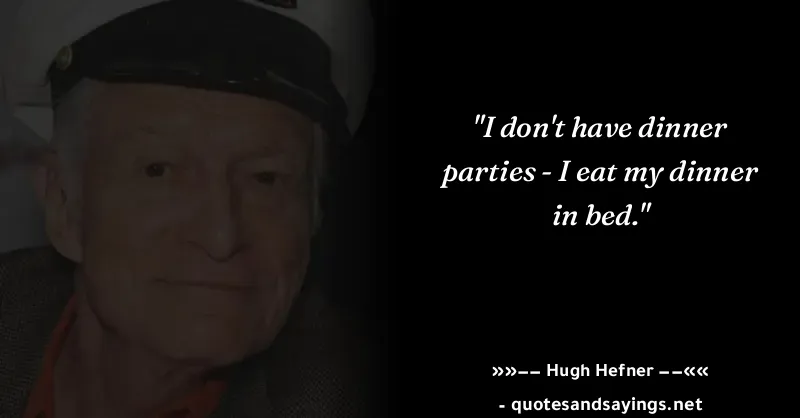 "I don't have dinner
parties - I eat my dinner
in bed."
»»–– Hugh Hefner ––««
- quotesandsayings.net